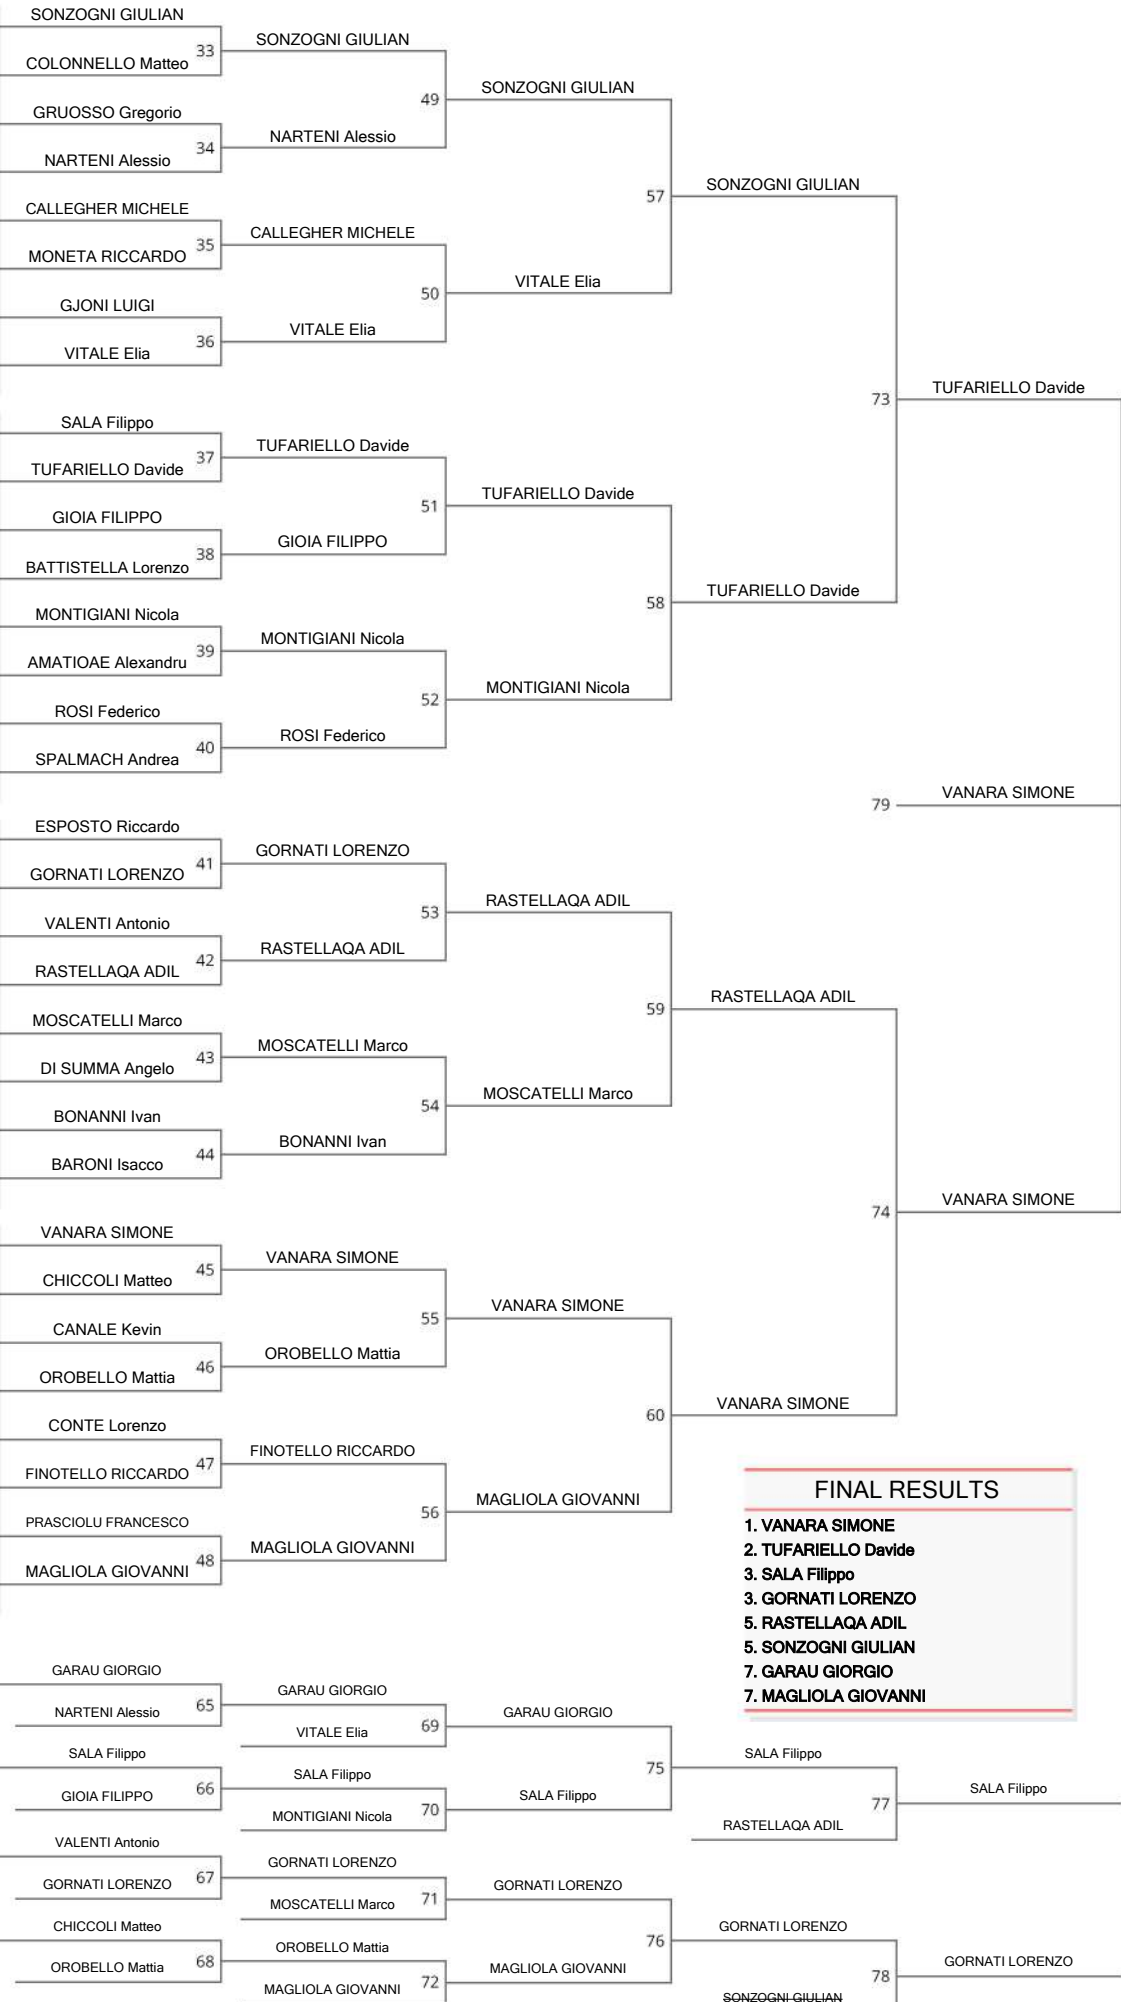 SONZOGNI GIULIAN
33
COLONNELLO Matteo
SONZOGNI GIULIAN
49
GRUOSSO Gregorio
34
NARTENI Alessio
NARTENI Alessio
SONZOGNI GIULIAN
57
CALLEGHER MICHELE
35
MONETA RICCARDO
CALLEGHER MICHELE
50
GJONI LUIGI
36
VITALE Elia
VITALE Elia
VITALE Elia
SONZOGNI GIULIAN
73
SALA Filippo
37
TUFARIELLO Davide
TUFARIELLO Davide
51
GIOIA FILIPPO
38
BATTISTELLA Lorenzo
GIOIA FILIPPO
TUFARIELLO Davide
58
MONTIGIANI Nicola
39
AMATIOAE Alexandru
MONTIGIANI Nicola
52
ROSI Federico
40
SPALMACH Andrea
ROSI Federico
MONTIGIANI Nicola
TUFARIELLO Davide
TUFARIELLO Davide
79
VANARA SIMONE
ESPOSTO Riccardo
41
GORNATI LORENZO
GORNATI LORENZO
53
VALENTI Antonio
42
RASTELLAQA ADIL
RASTELLAQA ADIL
RASTELLAQA ADIL
59
MOSCATELLI Marco
43
DI SUMMA Angelo
MOSCATELLI Marco
54
BONANNI Ivan
44
BARONI Isacco
BONANNI Ivan
MOSCATELLI Marco
RASTELLAQA ADIL
74
VANARA SIMONE
VANARA SIMONE
45
CHICCOLI Matteo
VANARA SIMONE
55
CANALE Kevin
46
OROBELLO Mattia
OROBELLO Mattia
VANARA SIMONE
60
VANARA SIMONE
CONTE Lorenzo
47
FINOTELLO RICCARDO
FINOTELLO RICCARDO
56
PRASCIOLU FRANCESCO
48
MAGLIOLA GIOVANNI
MAGLIOLA GIOVANNI
MAGLIOLA GIOVANNI
FINAL RESULTS
1. VANARA SIMONE
2. TUFARIELLO Davide
3. SALA Filippo
3. GORNATI LORENZO
5. RASTELLAQA ADIL
5. SONZOGNI GIULIAN
7. GARAU GIORGIO
7. MAGLIOLA GIOVANNI
GARAU GIORGIO
65
NARTENI Alessio
GARAU GIORGIO
69
VITALE Elia
GARAU GIORGIO
75
SALA Filippo
66
GIOIA FILIPPO
SALA Filippo
70
MONTIGIANI Nicola
SALA Filippo
SALA Filippo
77
RASTELLAQA ADIL
SALA Filippo
VALENTI Antonio
67
GORNATI LORENZO
GORNATI LORENZO
71
MOSCATELLI Marco
GORNATI LORENZO
76
CHICCOLI Matteo
68
OROBELLO Mattia
OROBELLO Mattia
72
MAGLIOLA GIOVANNI
MAGLIOLA GIOVANNI
GORNATI LORENZO
78
SONZOGNI GIULIAN
GORNATI LORENZO